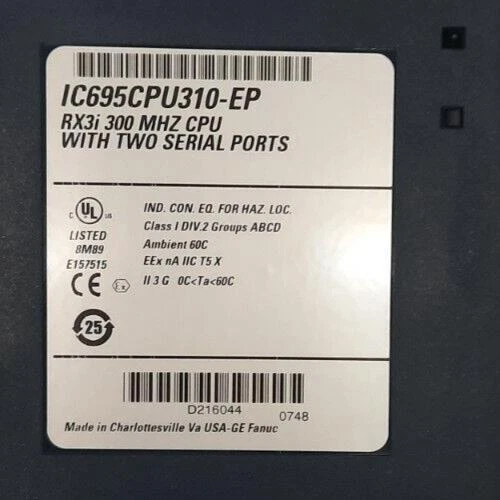 IC695CPU310-EP
RX3i 300 MHZ CPU
WITH TWO SERIAL PORTS
C UL US
LISTED
8M89
E157515
IND. CON. EQ. FOR HAZ. LOC.
Class I DIV.2 Groups ABCD
Ambient 60C
EEx nA IIC T5 X
CE Ex II 3 G 0C<Ta<60C
25
D216044
0748
Made in Charlottesville Va USA-GE Fanuc